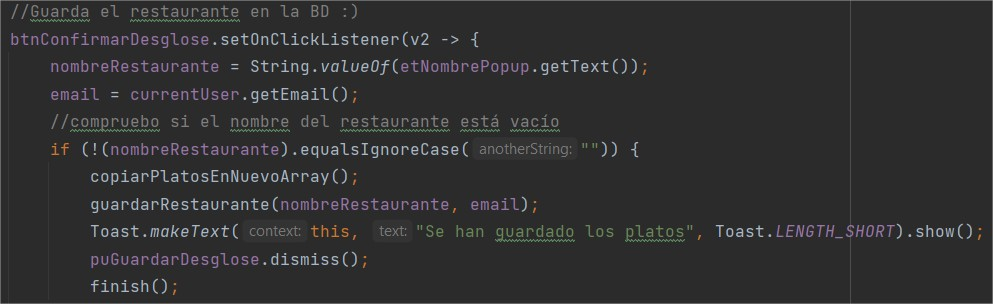 //Guarda el restaurante en la BD :)
btnConfirmarDesglose.setOnClickListener(v2 -> {
nombreRestaurante = String.valueOf(etNombrePopup.getText());
email = currentUser.getEmail();
//compruebo si el nombre del restaurante está vacío
if (!(nombreRestaurante).equalsIgnoreCase( anotherString: "")) {
copiarPlatosEnNuevoArray();
guardarRestaurante(nombreRestaurante, email);
Toast.makeText( context: this, text: "Se han guardado los platos", Toast.LENGTH_SHORT).show();
puGuardarDesglose.dismiss();
finish();